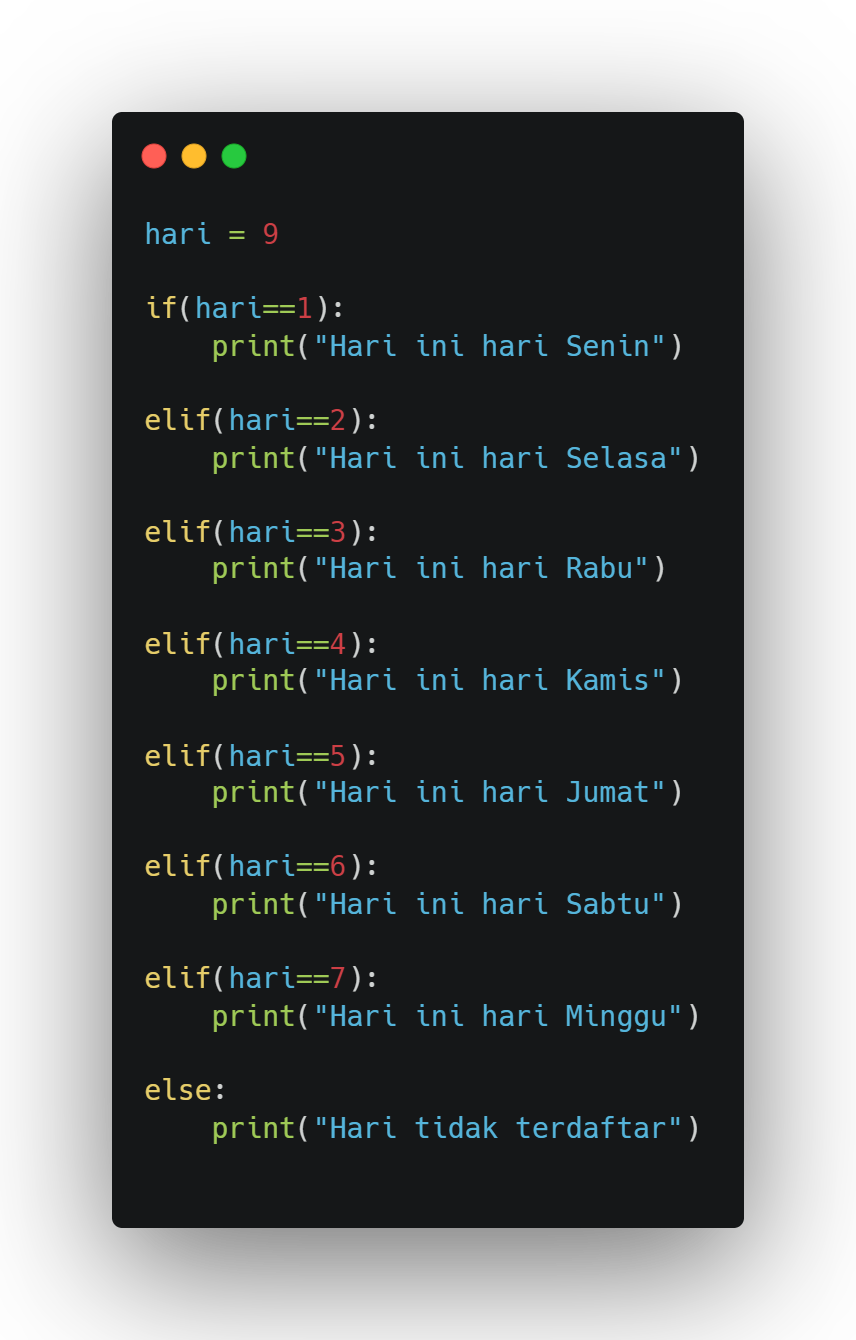 hari = 9
if(hari==1):
    print("Hari ini hari Senin")
elif(hari==2):
    print("Hari ini hari Selasa")
elif(hari==3):
    print("Hari ini hari Rabu")
elif(hari==4):
    print("Hari ini hari Kamis")
elif(hari==5):
    print("Hari ini hari Jumat")
elif(hari==6):
    print("Hari ini hari Sabtu")
elif(hari==7):
    print("Hari ini hari Minggu")
else:
    print("Hari tidak terdaftar")